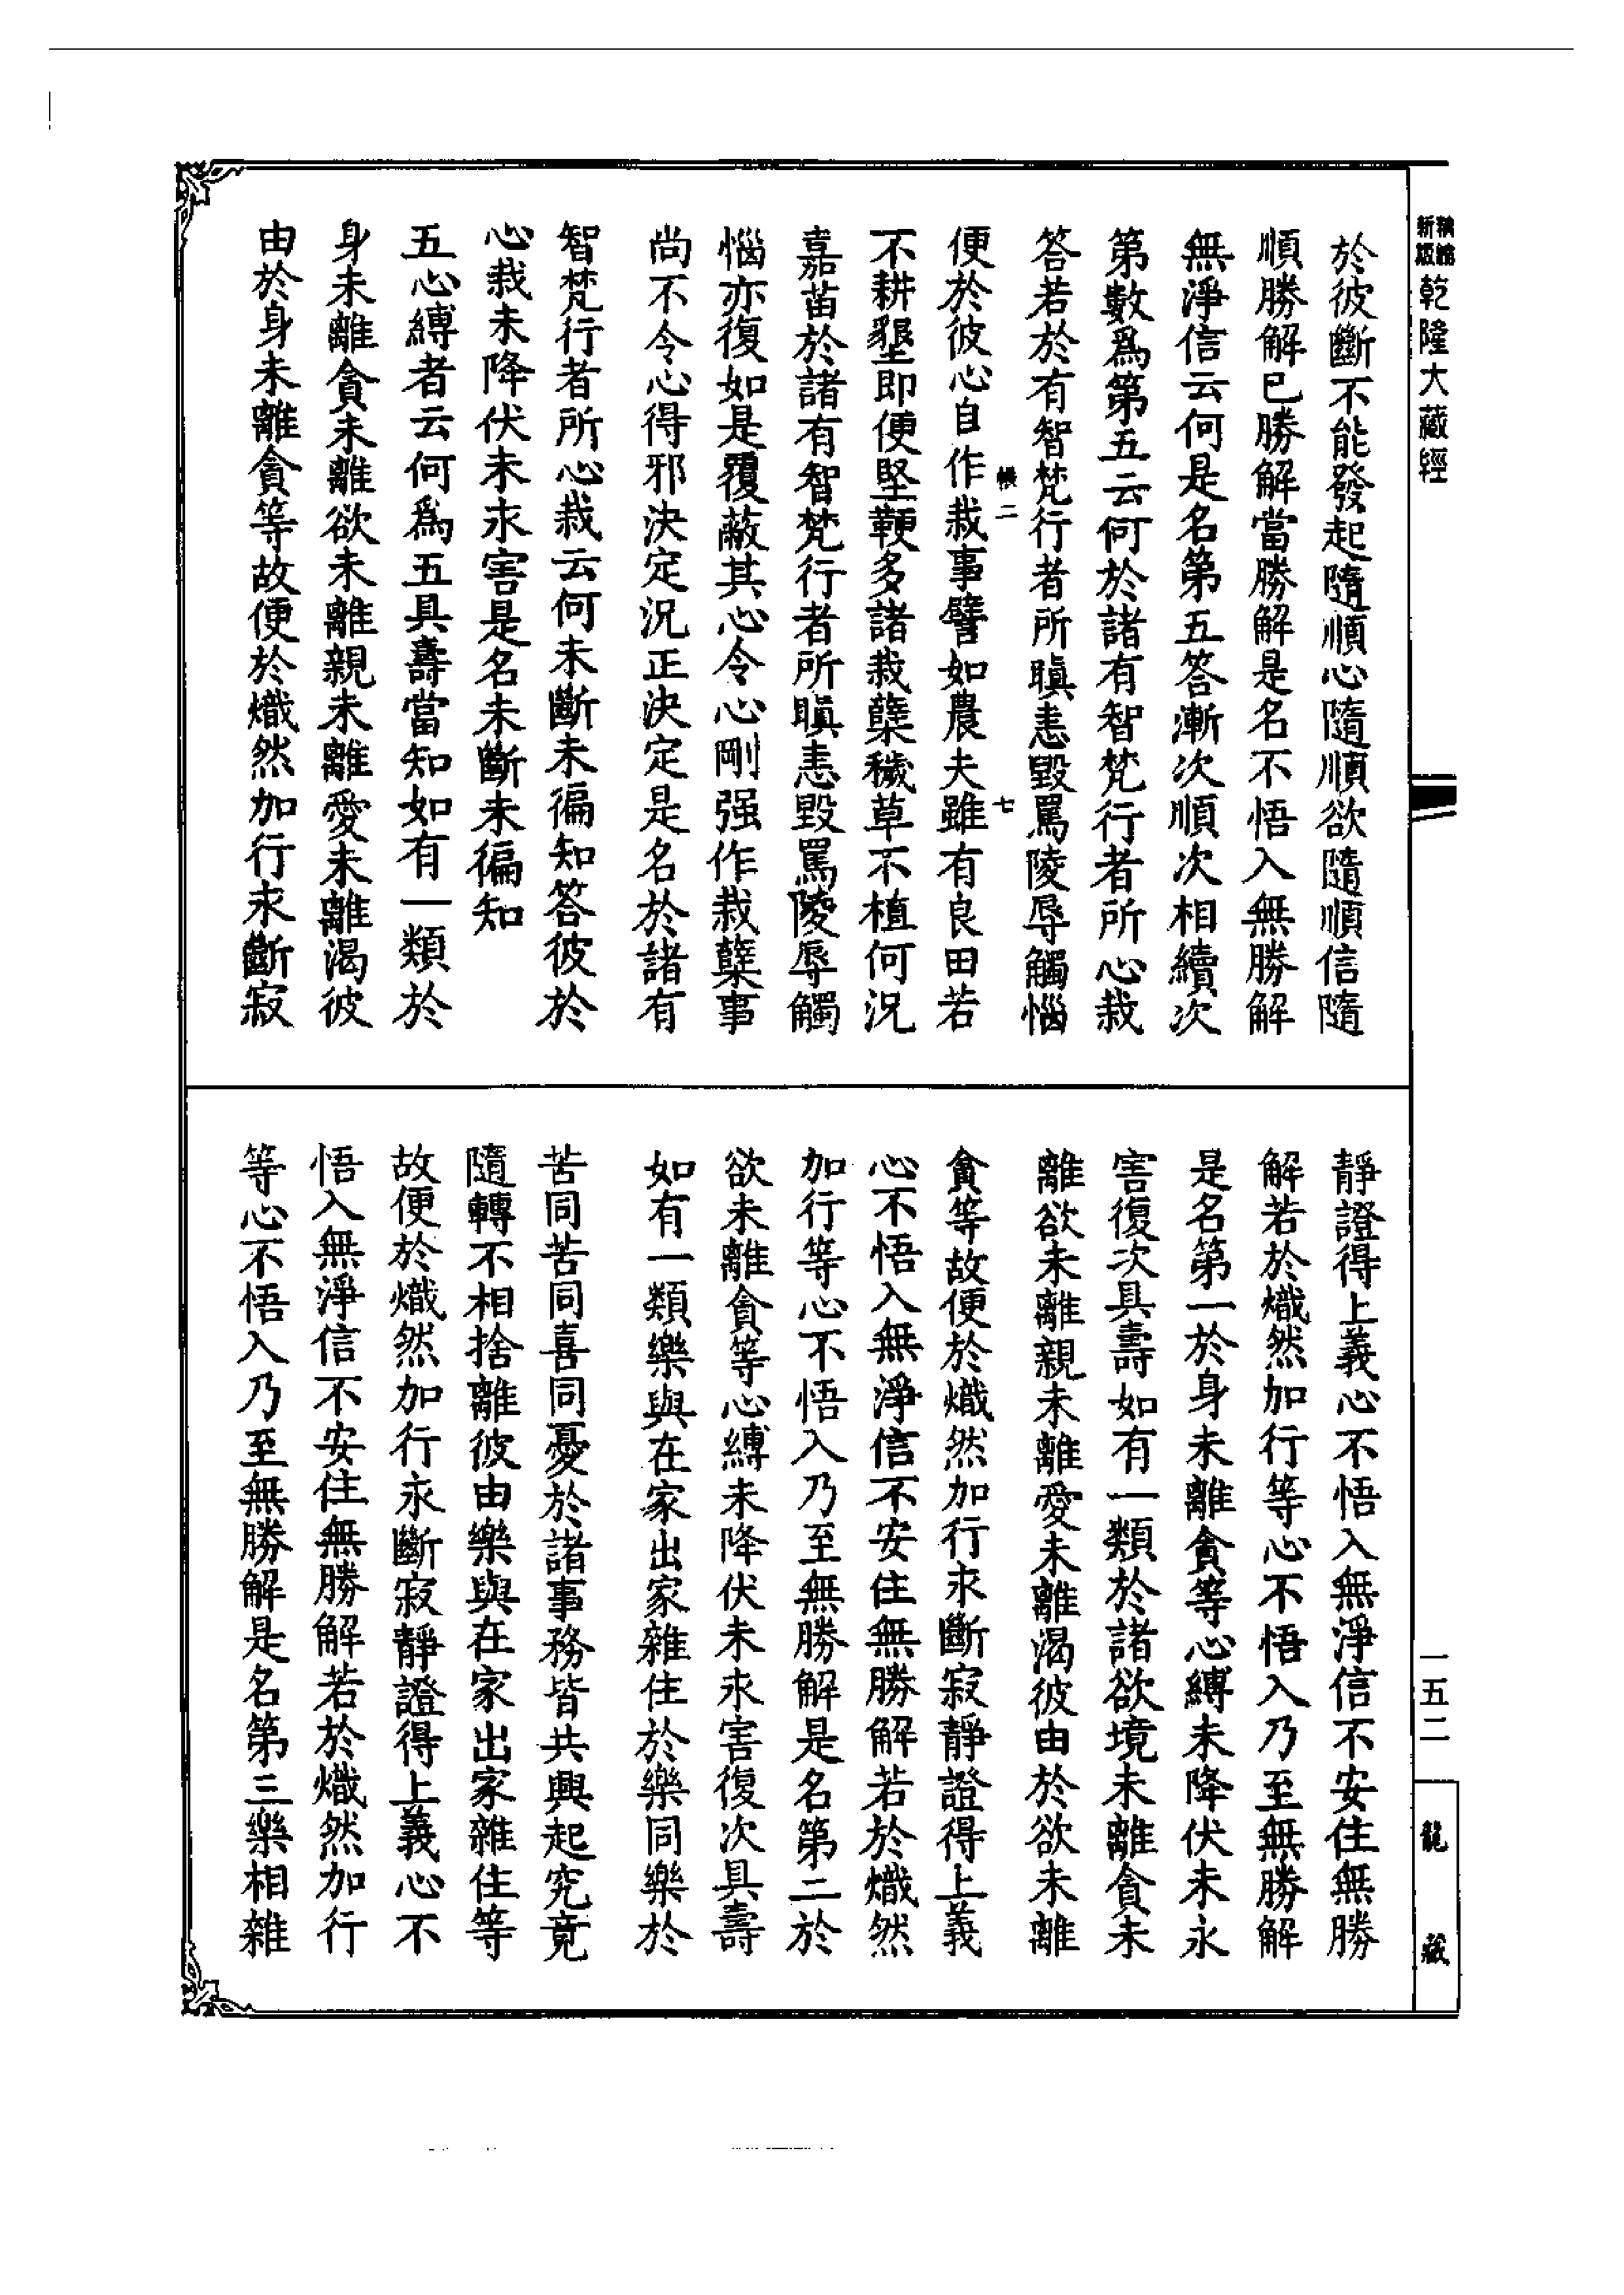 新版
乾隆大藏經
於彼斷不能發起隨順心隨順欲隨順信隨
順勝解已勝解當勝解是名不悟入無勝解
無淨信云何是名第五答漸次順次相續次
第數爲第五云何於諸有智梵行者所心栽
答若於有智梵行者所瞋恚毀罵陵辱觸惱
二 七
便於彼心自作栽事譬如農夫雖有良田若
不耕墾即便堅鞕多諸栽蘖穢草不植何況
嘉苗於諸有智梵行者所瞋恚毀罵陵辱觸
惱亦復如是覆蔽其心令心剛强作栽蘖事
尚不令心得邪決定況正決定是名於諸有
智梵行者所心栽云何未斷未徧知答彼於
心栽未降伏未永害是名未斷未徧知
五心縛者云何爲五具壽當知如有一類於
身未離貪未離欲未離親未離愛未離渴彼
由於身未離貪等故便於熾然加行永斷寂
靜證得上義心不悟入無淨信不安住無勝
解若於熾然加行等心不悟入乃至無勝解
是名第一於身未離貪等心縛未降伏未永
害復次具壽如有一類於諸欲境未離貪未
離欲未離親未離愛未離渴彼由於欲未離
貪等故便於熾然加行永斷寂靜證得上義
心不悟入無淨信不安住無勝解若於熾然
加行等心不悟入乃至無勝解是名第二於
欲未離貪等心縛未降伏未永害復次具壽
如有一類樂與在家出家雜住於樂同樂於
苦同苦同喜同憂於諸事務皆共興起究竟
隨轉不相捨離彼由樂與在家出家雜住等
故便於熾然加行永斷寂靜證得上義心不
悟入無淨信不安住無勝解若於熾然加行
等心不悟入乃至無勝解是名第三樂相雜
一五二
龍藏